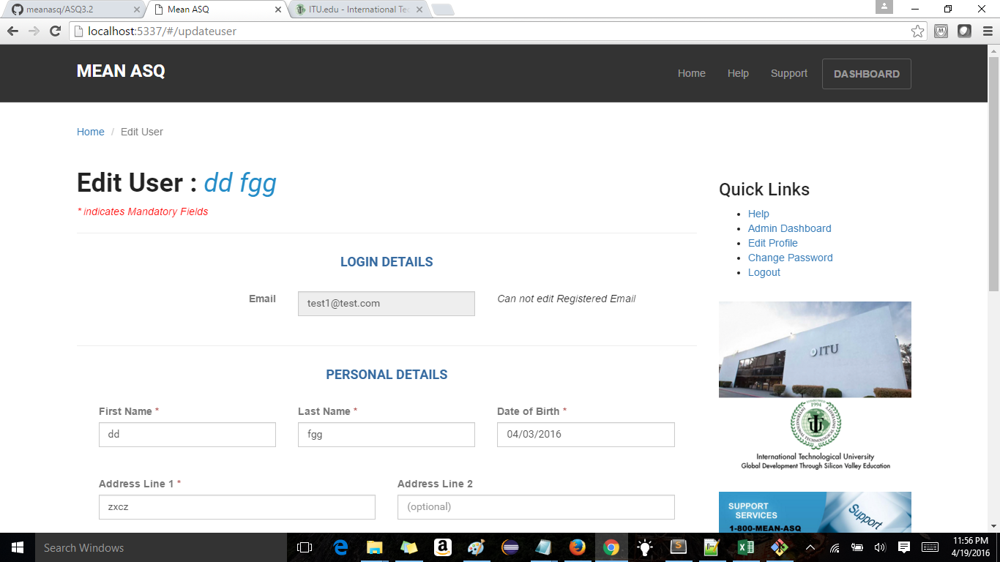 meanasq/ASQ3.2
Mean ASQ
ITU.edu - International Te
localhost:5337/#/updateuser
MEAN ASQ
Home
Help
Support
DASHBOARD
Home / Edit User
Edit User : dd fgg
* indicates Mandatory Fields
LOGIN DETAILS
Email
test1@test.com
Can not edit Registered Email
PERSONAL DETAILS
First Name *
Last Name *
Date of Birth *
dd
fgg
04/03/2016
Address Line 1 *
Address Line 2
zxcz
(optional)
Quick Links
Help
Admin Dashboard
Edit Profile
Change Password
Logout
ITU
1994
International Technological University
Global Development Through Silicon Valley Education
SUPPORT
SERVICES
1-800-MEAN-ASQ
Support
Search Windows
11:56 PM
4/19/2016